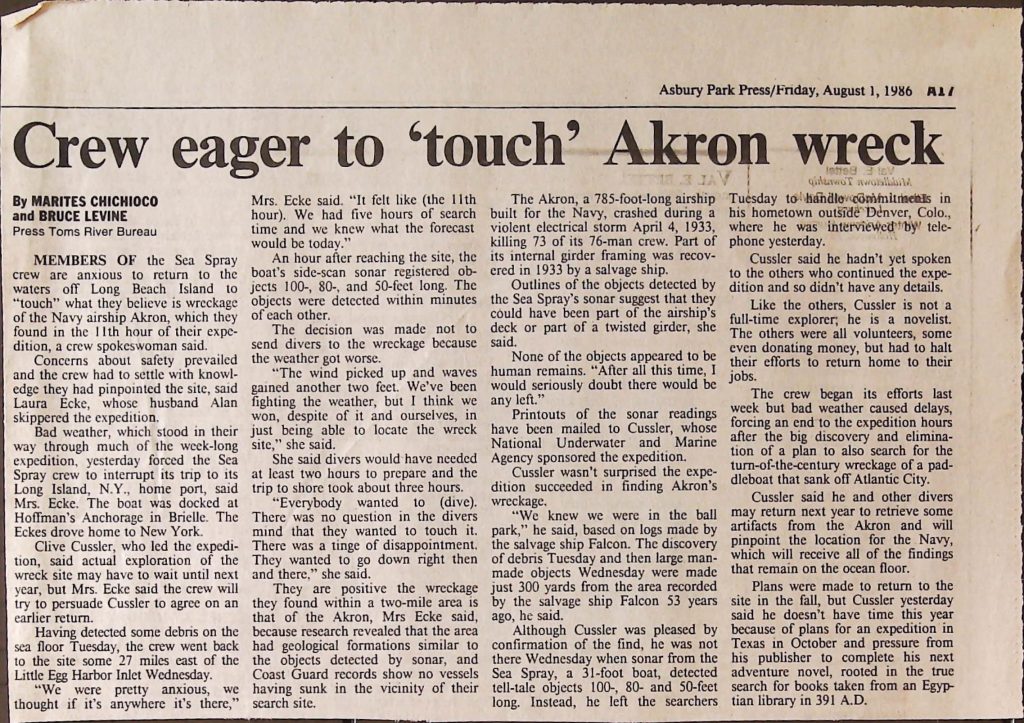 Asbury Park Press/Friday, August 1, 1986 A17
Crew eager to ‘touch’ Akron wreck
By MARITES CHICHIOCO
and BRUCE LEVINE
Press Toms River Bureau
MEMBERS OF the Sea Spray
crew are anxious to return to the
waters off Long Beach Island to
“touch” what they believe is wreckage
of the Navy airship Akron, which they
found in the 11th hour of their expe-
dition, a crew spokeswoman said.
Concerns about safety prevailed
and the crew had to settle with knowl-
edge they had pinpointed the site, said
Laura Ecke, whose husband Alan
skippered the expedition.
Bad weather, which stood in their
way through much of the week-long
expedition, yesterday forced the Sea
Spray crew to interrupt its trip to its
Long Island, N.Y., home port, said
Mrs. Ecke. The boat was docked at
Hoffman's Anchorage in Brielle. The
Eckes drove home to New York.
Clive Cussler, who led the expedi-
tion, said actual exploration of the
wreck site may have to wait until next
year, but Mrs. Ecke said the crew will
try to persuade Cussler to agree on an
earlier return.
Having detected some debris on the
sea floor Tuesday, the crew went back
to the site some 27 miles east of the
Little Egg Harbor Inlet Wednesday.
“We were pretty anxious, we
thought if it's anywhere it's there,”
Mrs. Ecke said. “It felt like (the 11th
hour). We had five hours of search
time and we knew what the forecast
would be today.”
An hour after reaching the site, the
boat's side-scan sonar registered ob-
jects 100-, 80-, and 50-feet long. The
objects were detected within minutes
of each other.
The decision was made not to
send divers to the wreckage because
the weather got worse.
“The wind picked up and waves
gained another two feet. We've been
fighting the weather, but I think we
won, despite of it and ourselves, in
just being able to locate the wreck
site,” she said.
She said divers would have needed
at least two hours to prepare and the
trip to shore took about three hours.
“Everybody wanted to (dive).
There was no question in the divers
mind that they wanted to touch it.
There was a tinge of disappointment.
They wanted to go down right then
and there,” she said.
They are positive the wreckage
they found within a two-mile area is
that of the Akron, Mrs Ecke said,
because research revealed that the area
had geological formations similar to
the objects detected by sonar, and
Coast Guard records show no vessels
having sunk in the vicinity of their
search site.
The Akron, a 785-foot-long airship
built for the Navy, crashed during a
violent electrical storm April 4, 1933,
killing 73 of its 76-man crew. Part of
its internal girder framing was recov-
ered in 1933 by a salvage ship.
Outlines of the objects detected by
the Sea Spray's sonar suggest that they
could have been part of the airship's
deck or part of a twisted girder, she
said.
None of the objects appeared to be
human remains. “After all this time, I
would seriously doubt there would be
any left.”
Printouts of the sonar readings
have been mailed to Cussler, whose
National Underwater and Marine
Agency sponsored the expedition.
Cussler wasn't surprised the expe-
dition succeeded in finding Akron's
wreckage.
“We knew we were in the ball
park,” he said, based on logs made by
the salvage ship Falcon. The discovery
of debris Tuesday and then large man-
made objects Wednesday were made
just 300 yards from the area recorded
by the salvage ship Falcon 53 years
ago, he said.
Although Cussler was pleased by
confirmation of the find, he was not
there Wednesday when sonar from the
Sea Spray, a 31-foot boat, detected
tell-tale objects 100-, 80- and 50-feet
long. Instead, he left the searchers
Tuesday to handle commitments in
his hometown outside Denver, Colo.,
where he was interviewed by tele-
phone yesterday.
Cussler said he hadn't yet spoken
to the others who continued the expe-
dition and so didn't have any details.
Like the others, Cussler is not a
full-time explorer; he is a novelist.
The others were all volunteers, some
even donating money, but had to halt
their efforts to return home to their
jobs.
The crew began its efforts last
week but bad weather caused delays,
forcing an end to the expedition hours
after the big discovery and elimina-
tion of a plan to also search for the
turn-of-the-century wreckage of a pad-
dleboat that sank off Atlantic City.
Cussler said he and other divers
may return next year to retrieve some
artifacts from the Akron and will
pinpoint the location for the Navy,
which will receive all of the findings
that remain on the ocean floor.
Plans were made to return to the
site in the fall, but Cussler yesterday
said he doesn't have time this year
because of plans for an expedition in
Texas in October and pressure from
his publisher to complete his next
adventure novel, rooted in the true
search for books taken from an Egyp-
tian library in 391 A.D.